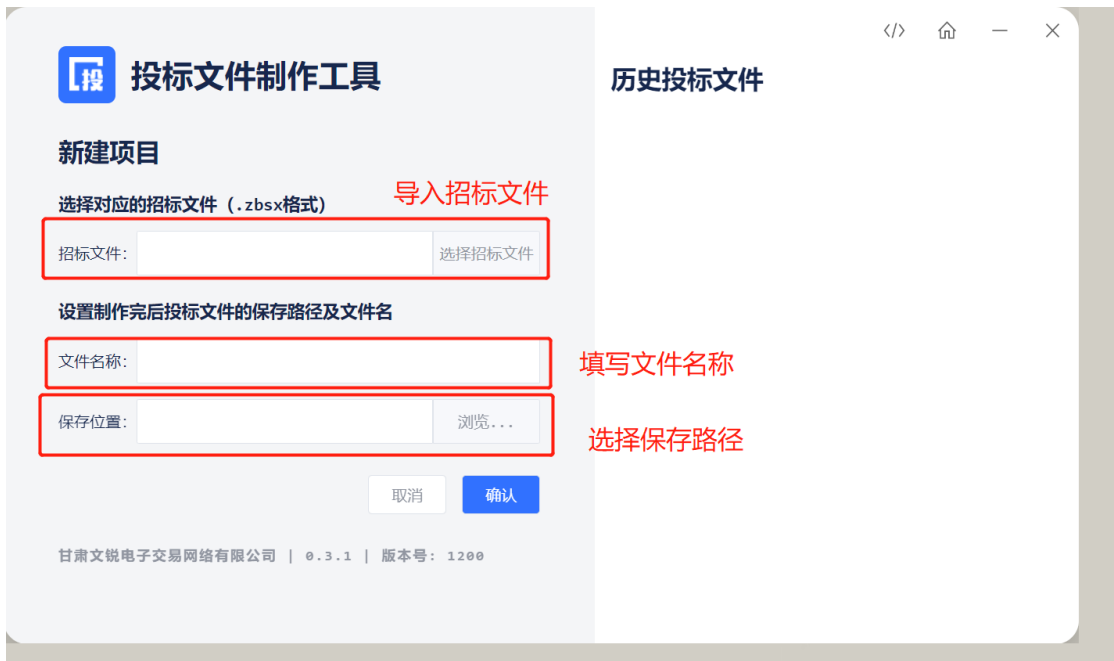 投
投标文件制作工具
新建项目
选择对应的招标文件（.zbsx格式）
导入招标文件
招标文件：
选择招标文件
设置制作完后投标文件的保存路径及文件名
文件名称：
填写文件名称
保存位置：
浏览...
选择保存路径
取消
确认
甘肃文锐电子交易网络有限公司 | 0.3.1 | 版本号: 1200
历史投标文件